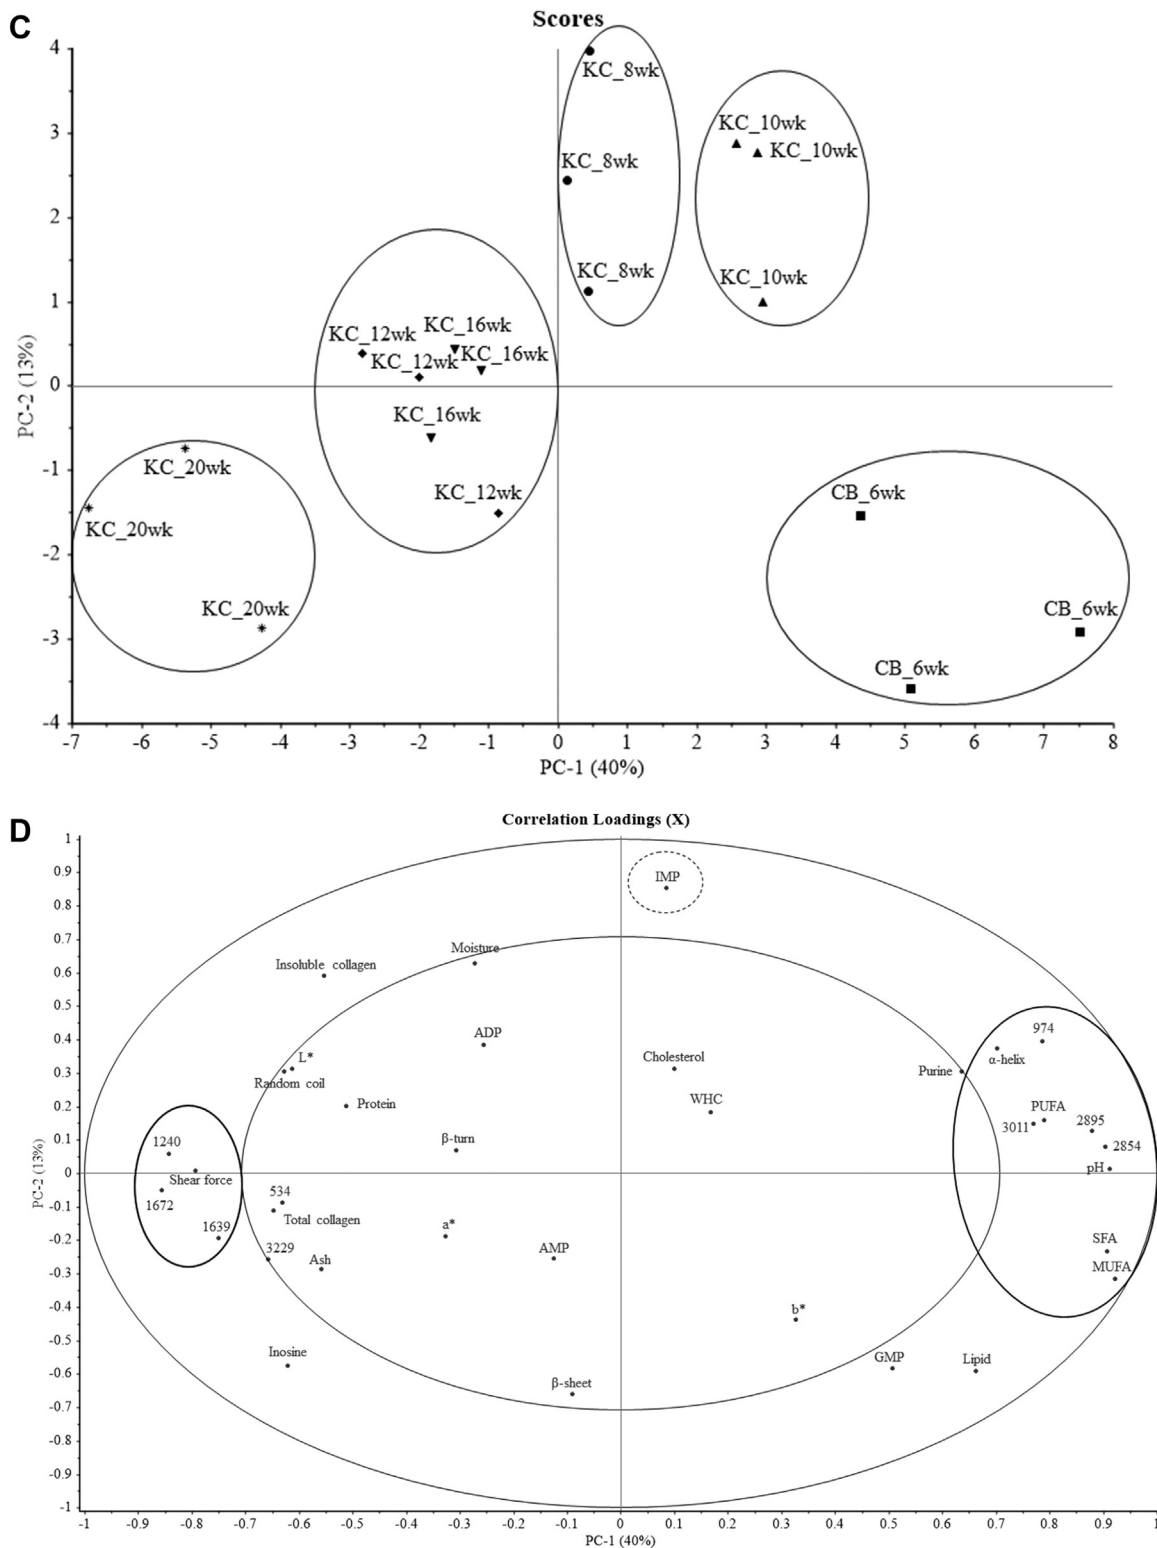 C
Scores
4
KC_8wk
KC_10wk
3
KC_10wk
KC_8wk
2
KC_8wk
KC_10wk
1
KC_12wk
KC_16wk
KC_12wk
KC_16wk
0
KC_16wk
-1
KC_20wk
KC_12wk
CB_6wk
KC_20wk
-2
KC_20wk
CB_6wk
-3
CB_6wk
-4
PC-2 (13%)
-7 -6 -5 -4 -3 -2 -1 0 1 2 3 4 5 6 7 8
PC-1 (40%)
D
Correlation Loadings (X)
1
0.9
IMP
0.8
0.7
Moisture
Insoluble collagen
0.6
0.5
974
ADP
0.4
L*
Cholesterol
α-helix
Random coil
Purine
0.3
Protein
WHC
PUFA
0.2
3011
2895
β-turn
1240
2854
0.1
pH
0
Shear force
534
1672
Total collagen
-0.1
1639
a*
SFA
-0.2
3229
Ash
AMP
MUFA
-0.3
b*
-0.4
Inosine
GMP
Lipid
-0.5
β-sheet
-0.6
-0.7
-0.8
-0.9
-1
PC-2 (13%)
-1 -0.9 -0.8 -0.7 -0.6 -0.5 -0.4 -0.3 -0.2 -0.1 0 0.1 0.2 0.3 0.4 0.5 0.6 0.7 0.8 0.9 1
PC-1 (40%)